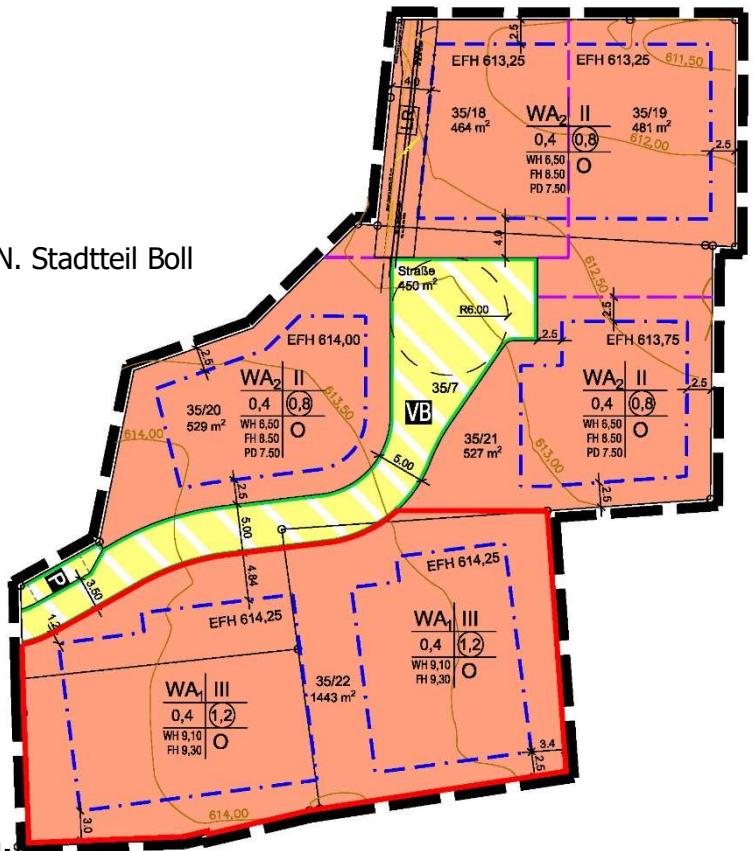 2.5
EFH 613,25
EFH 613,25
611,50
4.0
LR
35/18
464 m²
WA₂ II
0,4 0,8
WH 6,50
FH 8.50
PD 7.50
O
35/19
481 m²
612,00
2.5
4.0
N. Stadtteil Boll
Straße
450 m²
R6.00
612,50
2.5
2.5
EFH 613,75
2.5
EFH 614,00
WA₂ II
0,4 0,8
WH 6,50
FH 8.50
PD 7.50
O
35/20
529 m²
613,50
35/7
VB
WA₂ II
0,4 0,8
WH 6,50
FH 8.50
PD 7.50
O
2.5
35/21
527 m²
613,00
614,00
5.00
2.5
2.5
5.00
4.84
P
3.50
1.2
EFH 614,25
EFH 614,25
WA₁ III
0,4 1,2
WH 9,10
FH 9,30
O
35/22
1443 m²
WA₁ III
0,4 1,2
WH 9,10
FH 9,30
O
3.4
2.5
3.0
614,00